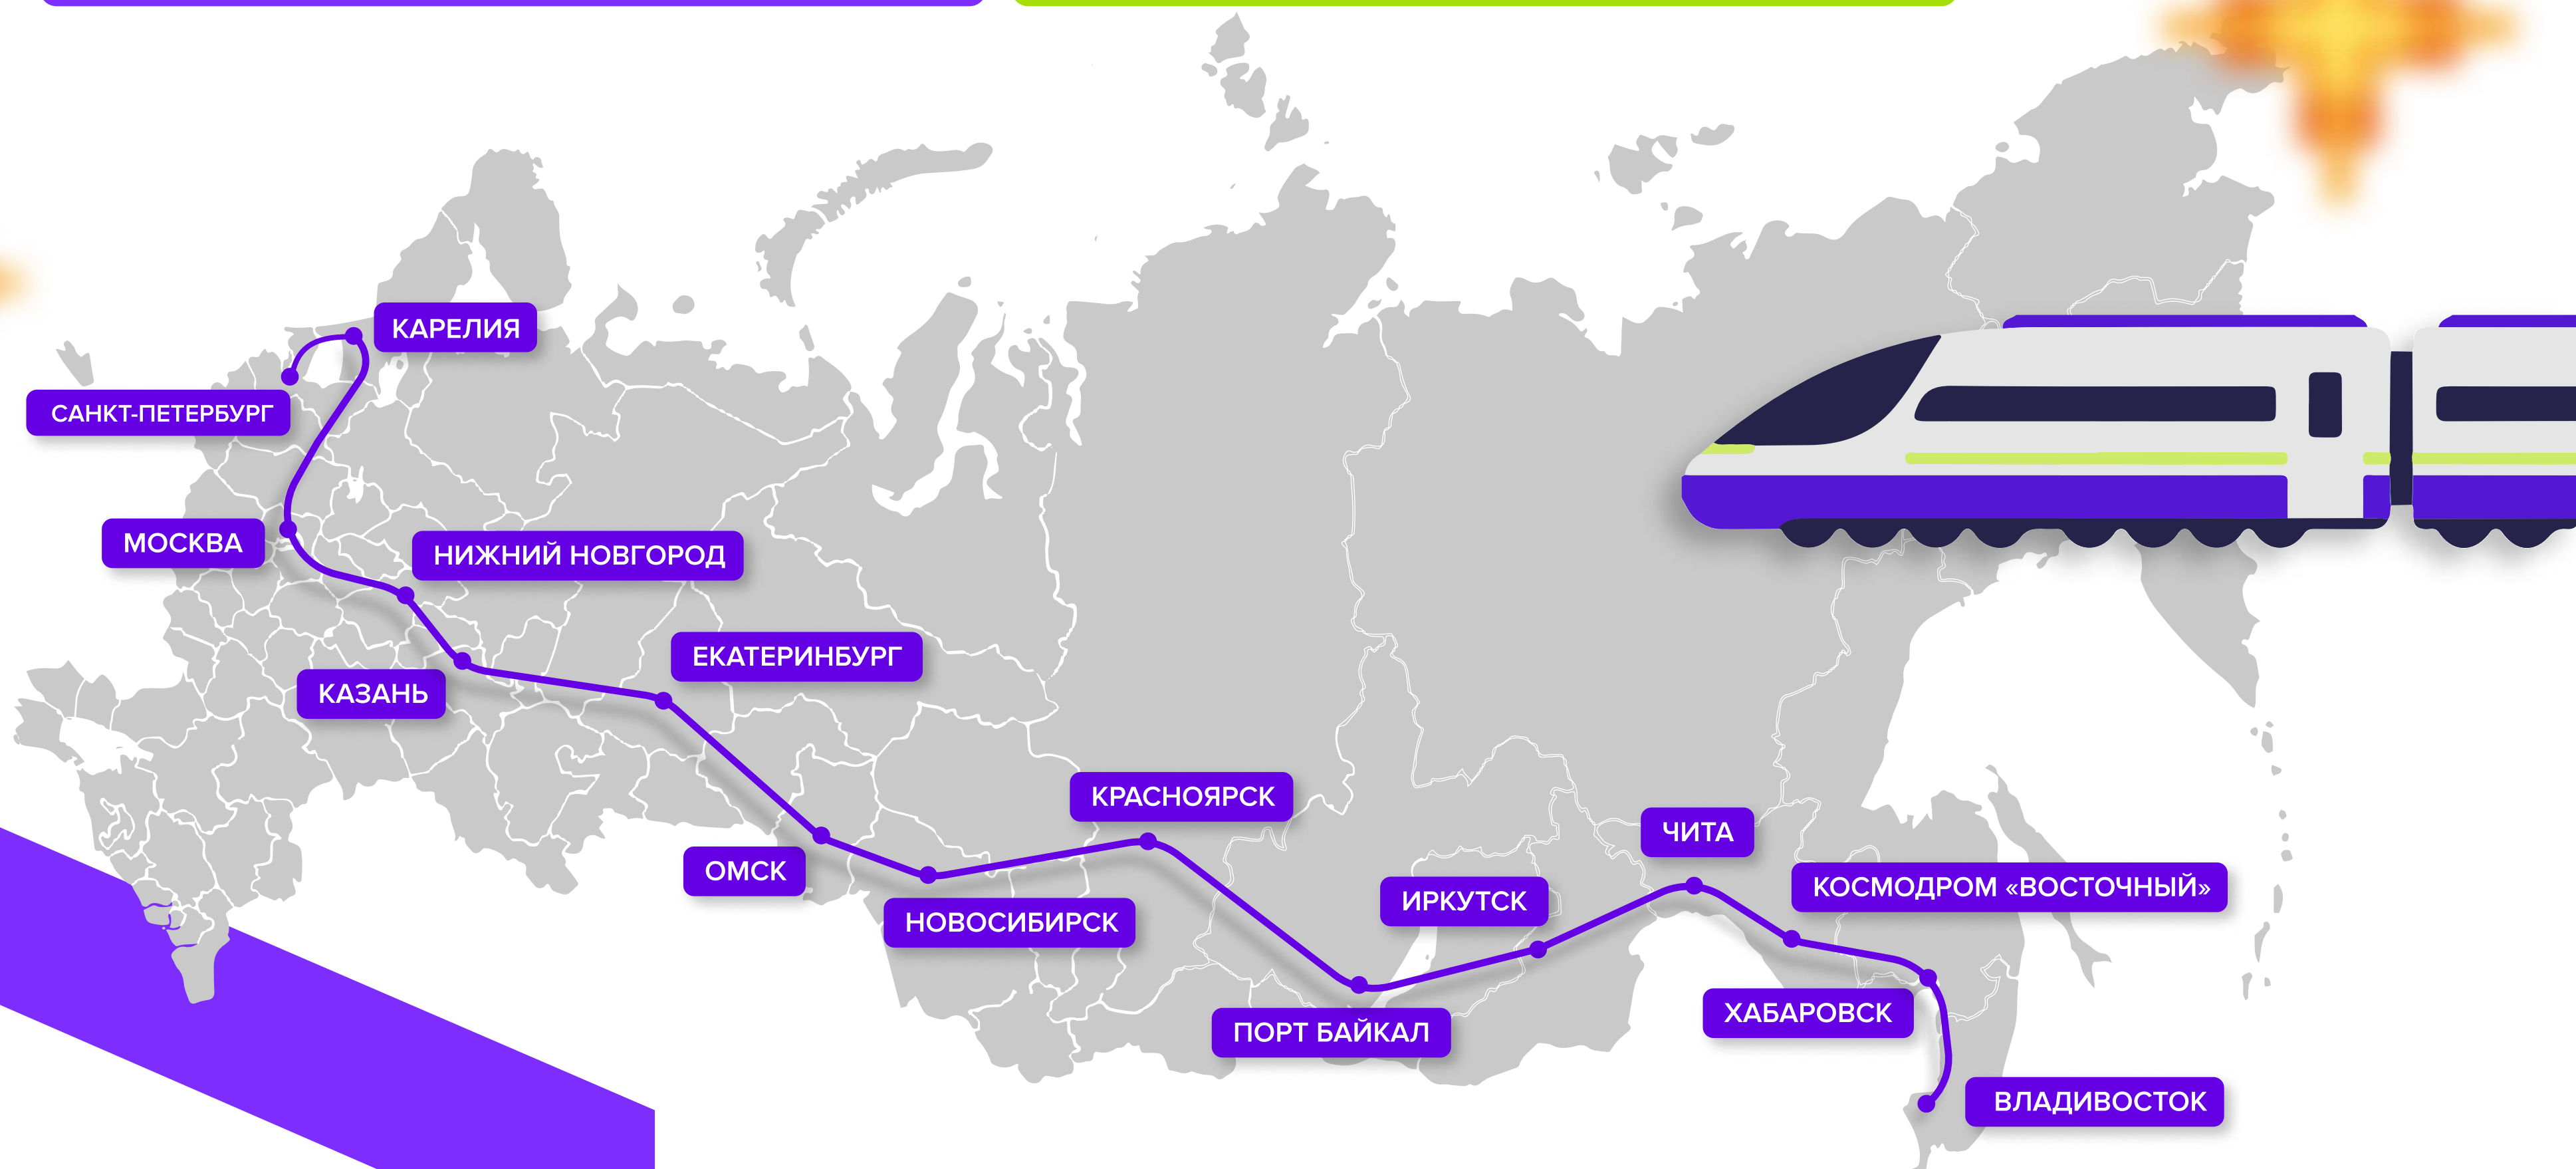 КАРЕЛИЯ
САНКТ-ПЕТЕРБУРГ
МОСКВА
НИЖНИЙ НОВГОРОД
КАЗАНЬ
ЕКАТЕРИНБУРГ
ОМСК
НОВОСИБИРСК
КРАСНОЯРСК
ПОРТ БАЙКАЛ
ИРКУТСК
ЧИТА
КОСМОДРОМ «ВОСТОЧНЫЙ»
ХАБАРОВСК
ВЛАДИВОСТОК